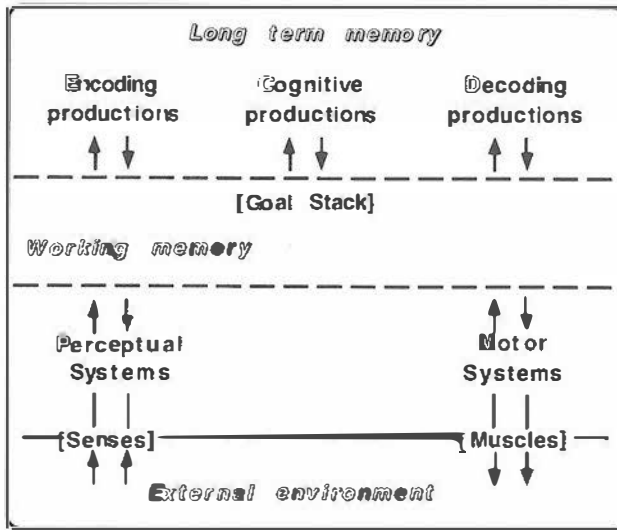 Long term memory
Encoding Cognitive Decoding
productions productions productions
[Goal Stack]
Working memory
Perceptual Motor
Systems Systems
[Senses] [Muscles]
External environment